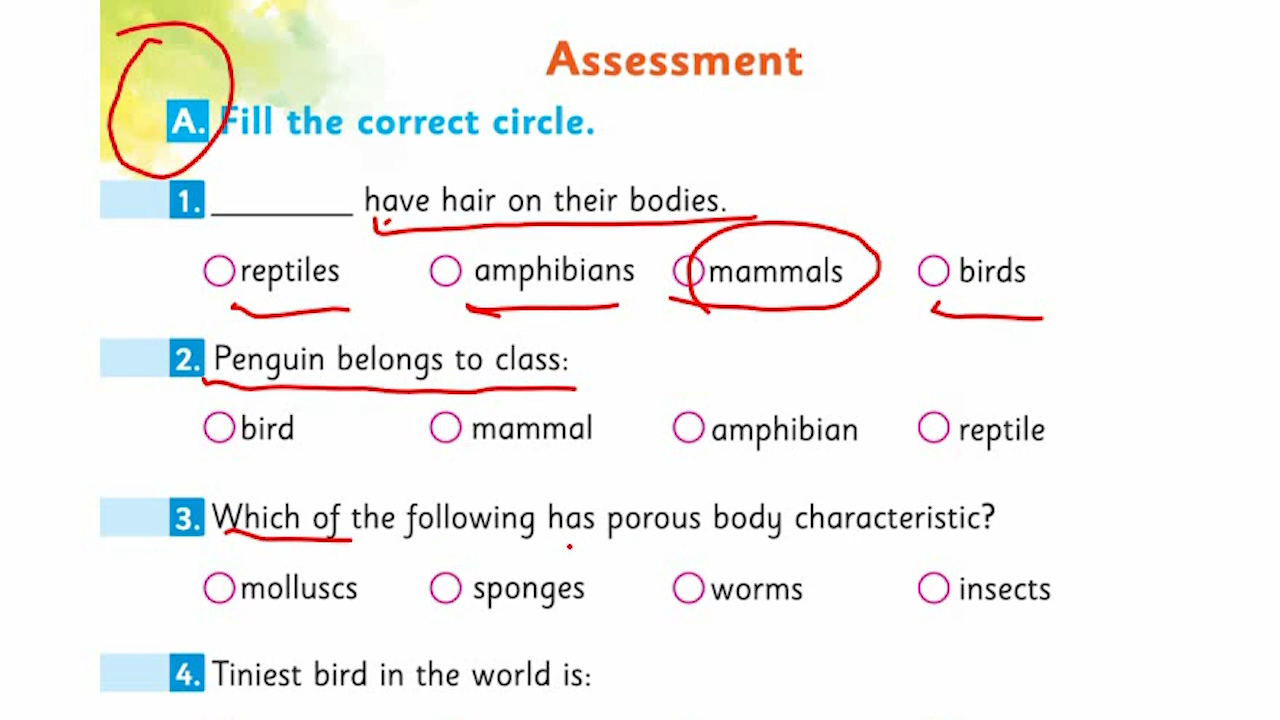 Assessment
A. Fill the correct circle.
1. __________ have hair on their bodies.
reptiles amphibians mammals birds
2. Penguin belongs to class:
bird mammal amphibian reptile
3. Which of the following has porous body characteristic?
molluscs sponges worms insects
4. Tiniest bird in the world is: